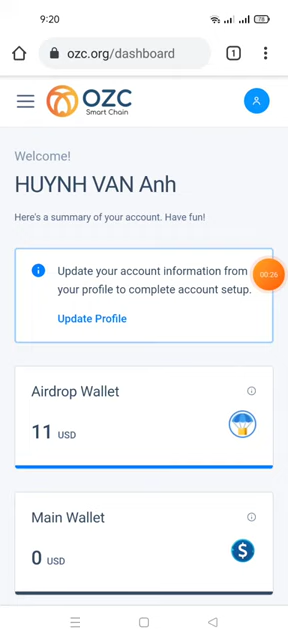 9:20
78
ozc.org/dashboard
1
OZC
Smart Chain
Welcome!
HUYNH VAN Anh
Here's a summary of your account. Have fun!
Update your account information from
your profile to complete account setup.
00:26
Update Profile
Airdrop Wallet
11 USD
Main Wallet
$
0 USD